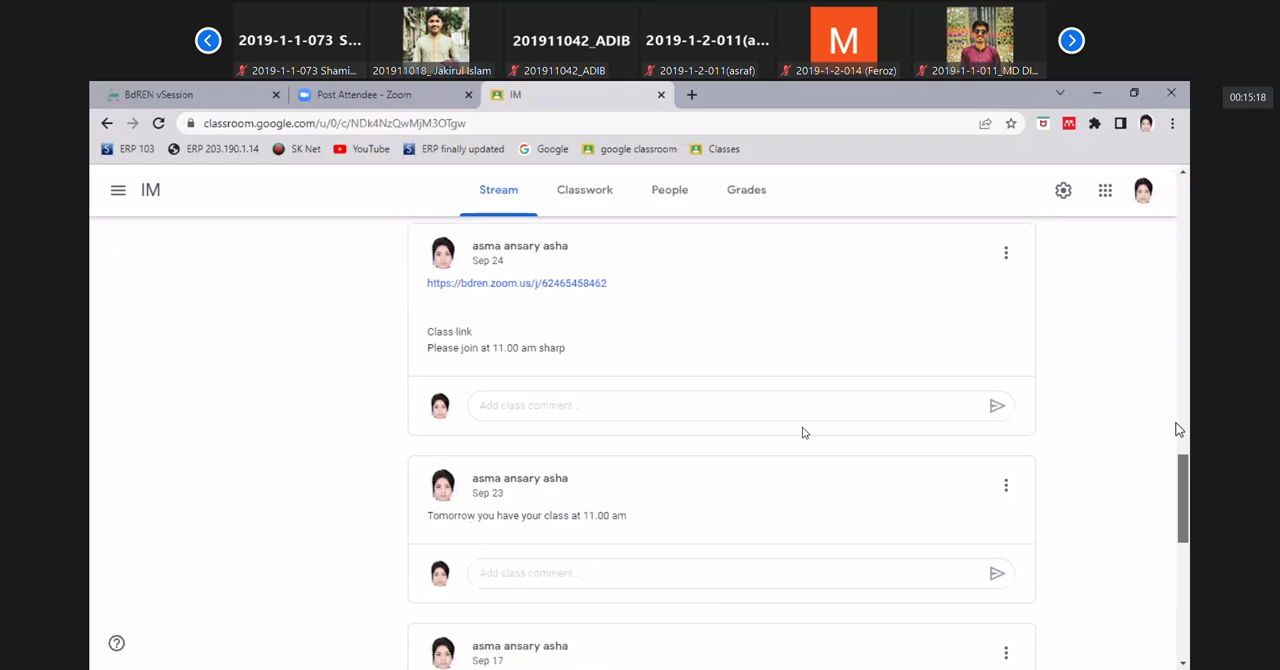 2019-1-1-073 S...
201911042_ADIB
2019-1-2-011(a...
M
2019-1-1-073 Shami...
201911018_Jakirul Islam
201911042_ADIB
2019-1-2-011(asraf)
2019-1-2-014 (Feroz)
2019-1-1-011_MD DI...
00:15:18
BdREN vSession
Post Attendee - Zoom
IM
classroom.google.com/u/0/c/NDk4NzQwMjM3OTgw
ERP 103
ERP 203.190.1.14
SK Net
YouTube
ERP finally updated
Google
google classroom
Classes
IM
Stream
Classwork
People
Grades
asma ansary asha
Sep 24
https://bdren.zoom.us/j/62465458462
Class link
Please join at 11.00 am sharp
Add class comment...
asma ansary asha
Sep 23
Tomorrow you have your class at 11.00 am
Add class comment...
asma ansary asha
Sep 17